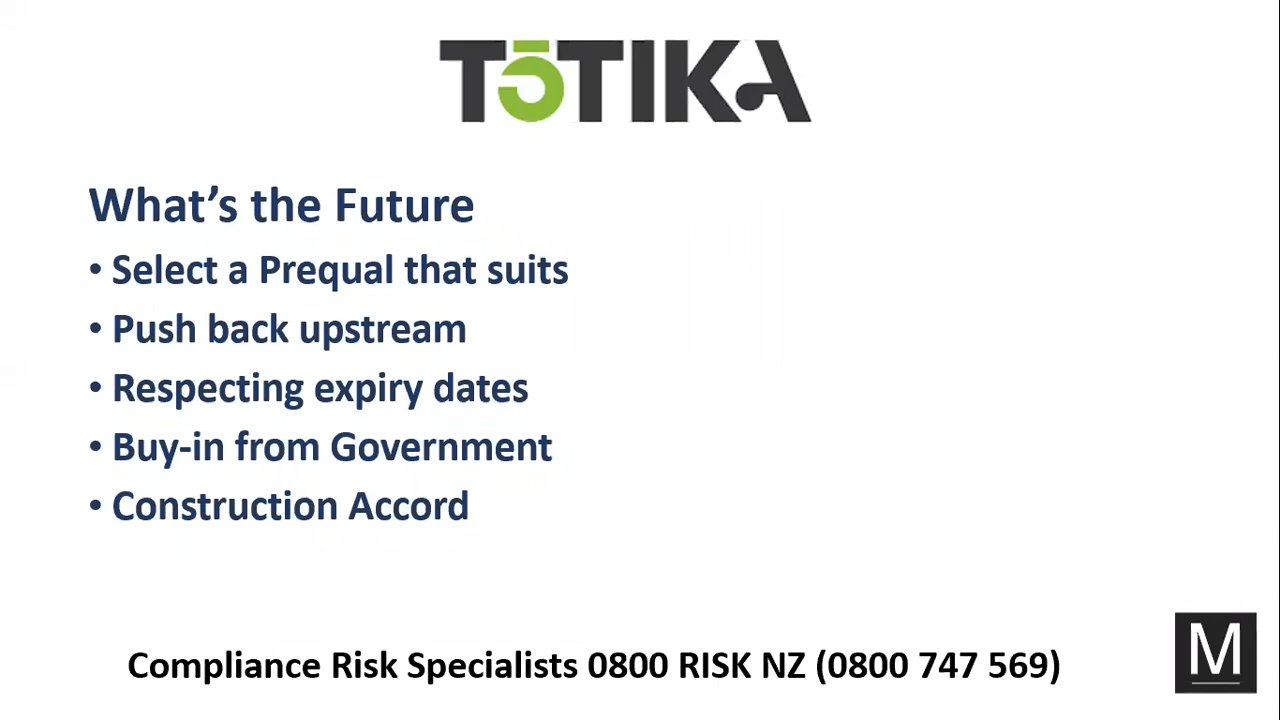 TŌTIKA
What's the Future
• Select a Prequal that suits
• Push back upstream
• Respecting expiry dates
• Buy-in from Government
• Construction Accord
Compliance Risk Specialists 0800 RISK NZ (0800 747 569)
M